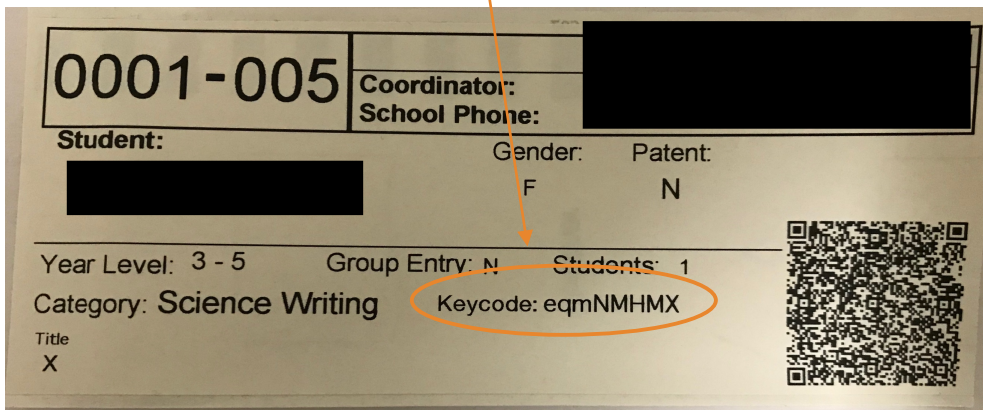 0001-005
Coordinator:
School Phone:
Student:
Gender: Patent:
F N
Year Level: 3 - 5 Group Entry: N Students: 1
Category: Science Writing Keycode: eqmNMHMX
Title
X